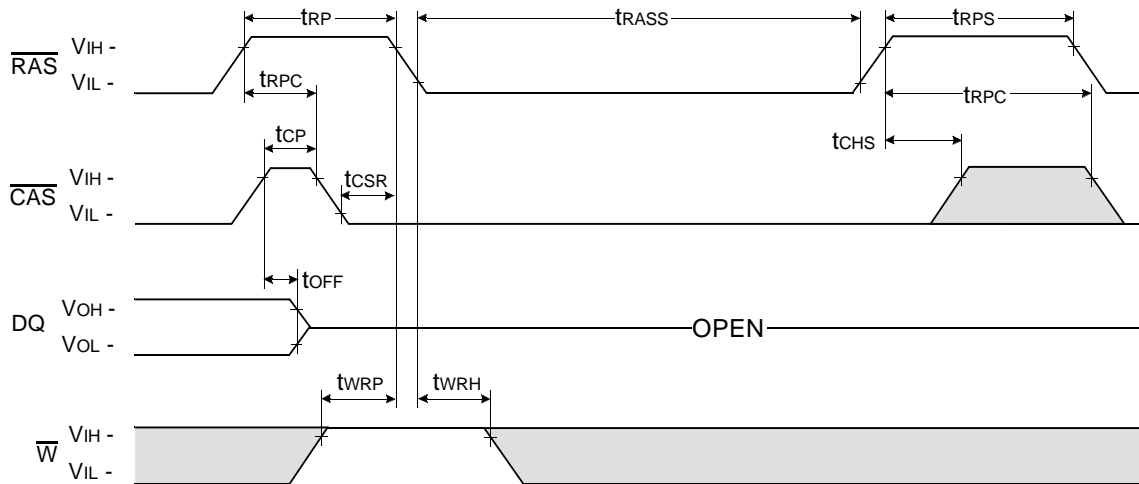 tRP tRASS tRPS
RAS VIH -
VIL -
tRPC tRPC
tCP tCHS
CAS VIH -
tCSR
VIL -
tOFF
DQ VOH -
VOL -
OPEN
tWRP tWRH
W VIH -
VIL -